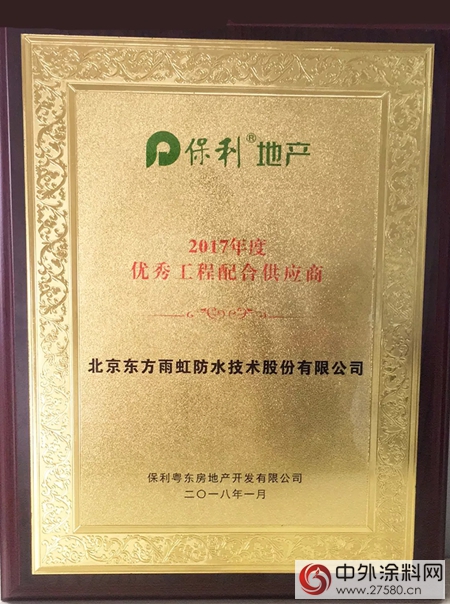 保利®地产
2017年度
优秀工程配合供应商
北京东方雨虹防水技术股份有限公司
保利粤东房地产开发有限公司
二〇一八年一月
中外涂料网
www.27580.cn